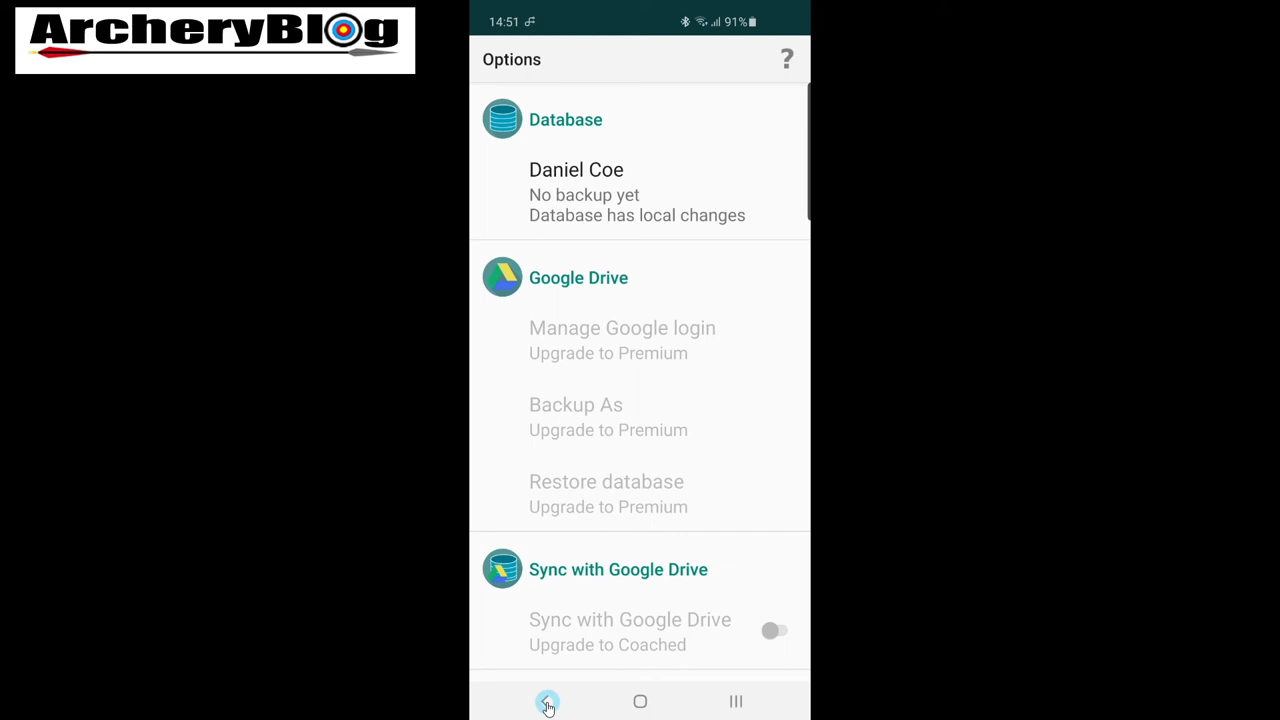 ArcheryBlog
14:51
91%
Options
?
Database
Daniel Coe
No backup yet
Database has local changes
Google Drive
Manage Google login
Upgrade to Premium
Backup As
Upgrade to Premium
Restore database
Upgrade to Premium
Sync with Google Drive
Sync with Google Drive
Upgrade to Coached